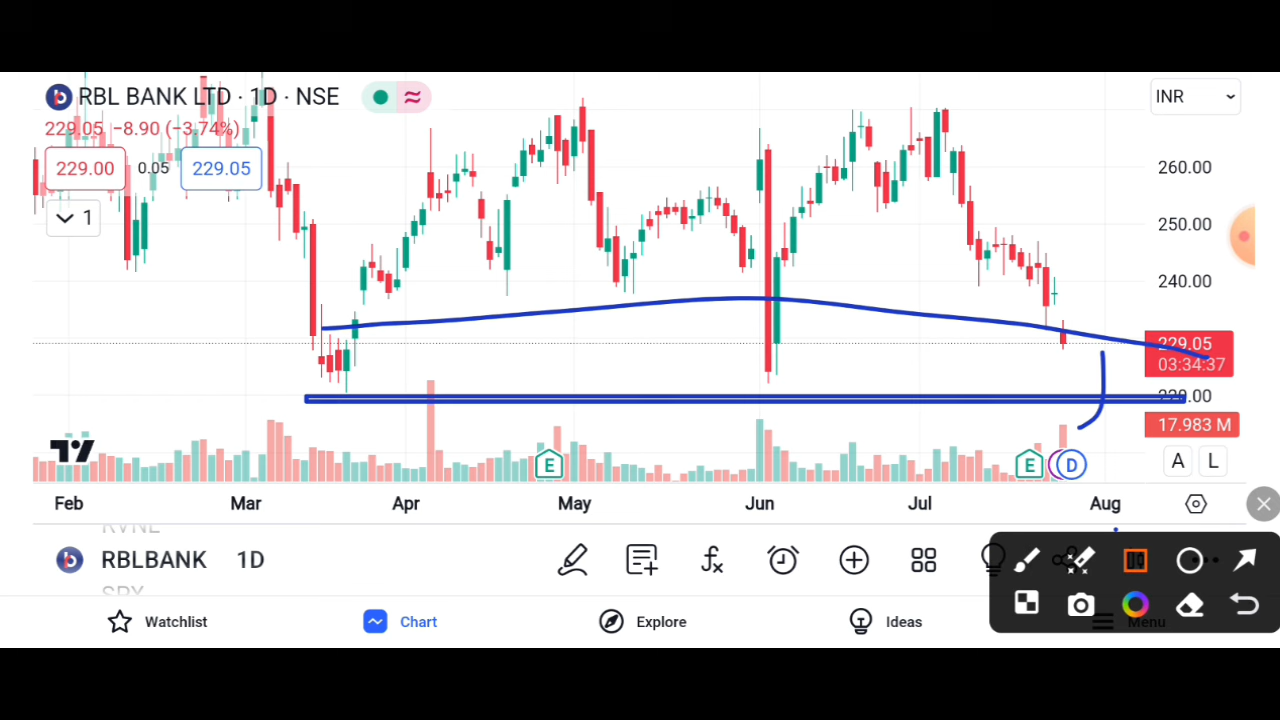 RBL BANK LTD · 1D · NSE
INR
229.05 −8.90 (−3.74%)
229.00 0.05 229.05
1
260.00
250.00
240.00
229.05
03:34:37
220.00
17.983 M
E E D
A L
Feb Mar Apr May Jun Jul Aug
RVNL
RBLBANK 1D
Watchlist Chart Explore Ideas Menu